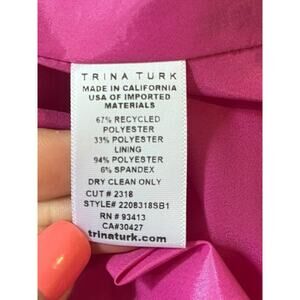 TRINA TURK
MADE IN CALIFORNIA
USA OF IMPORTED
MATERIALS
67% RECYCLED
POLYESTER
33% POLYESTER
LINING
94% POLYESTER
6% SPANDEX
DRY CLEAN ONLY
CUT # 2318
STYLE# 2208318SB1
RN # 93413
CA#30427
trinaturk.com